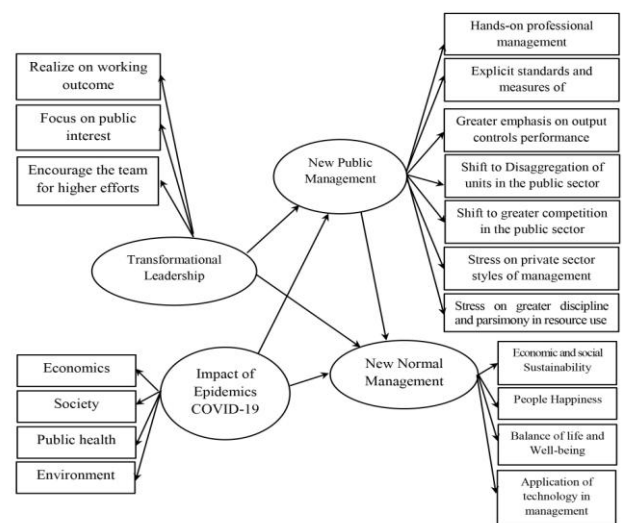 Hands-on professional
management
Explicit standards and
measures of
Greater emphasis on output
controls performance
Shift to Disaggregation of
units in the public sector
Shift to greater competition
in the public sector
Stress on private sector
styles of management
Stress on greater discipline
and parsimony in resource use
Realize on working
outcome
Focus on public
interest
Encourage the team
for higher efforts
New Public
Management
Transformational
Leadership
Economics
Society
Public health
Environment
Impact of
Epidemics
COVID-19
New Normal
Management
Economic and social
Sustainability
People Happiness
Balance of life and
Well-being
Application of
technology in
management